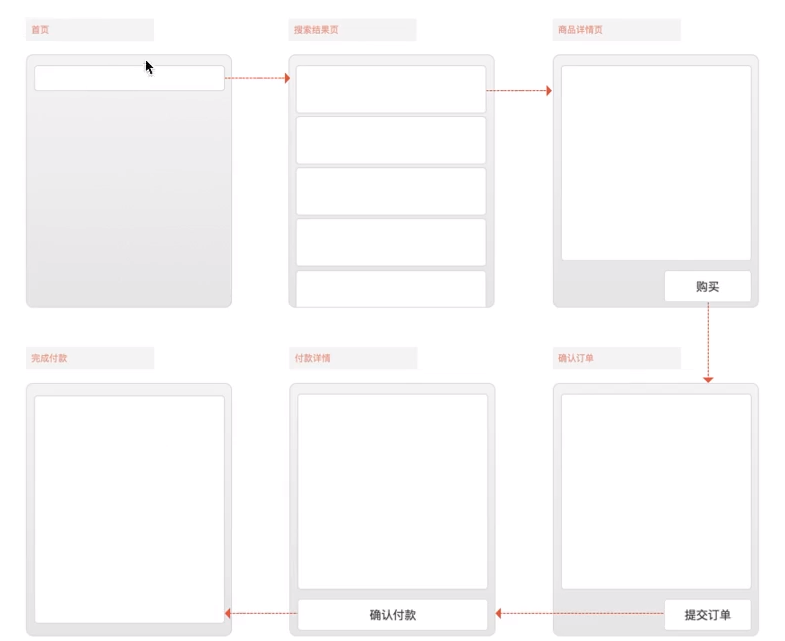 首页
搜索结果页
商品详情页
购买
完成付款
付款详情
确认订单
确认付款
提交订单